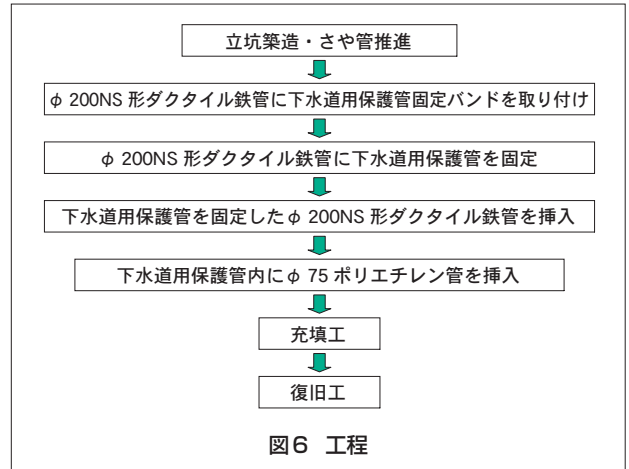 立坑築造・さや管推進
φ 200NS 形ダクタイル鉄管に下水道用保護管固定バンドを取り付け
φ 200NS 形ダクタイル鉄管に下水道用保護管を固定
下水道用保護管を固定したφ 200NS 形ダクタイル鉄管を挿入
下水道用保護管内にφ 75 ポリエチレン管を挿入
充填工
復旧工
図6 工程